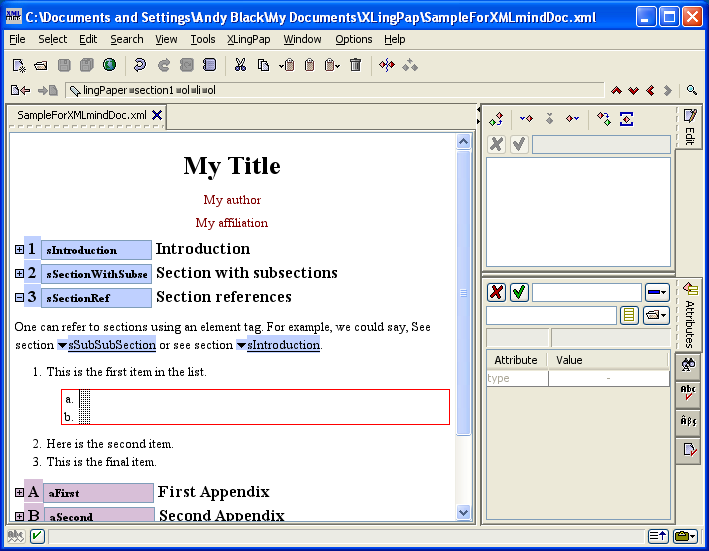 C:\Documents and Settings\Andy Black\My Documents\XLingPap\SampleForXMLmindDoc.xml
File Select Edit Search View Tools XLingPap Window Options Help
lingPaper section1 ol li ol
SampleForXMLmindDoc.xml
Edit
My Title
My author
My affiliation
1 sIntroduction Introduction
2 sSectionWithSubse Section with subsections
3 sSectionRef Section references
One can refer to sections using an element tag. For example, we could say, See
section sSubSubSection or see section sIntroduction.
1. This is the first item in the list.
a.
b.
2. Here is the second item.
3. This is the final item.
A aFirst First Appendix
B aSecond Second Appendix
Attributes
Attribute Value
type -
Abc
Âβς
abc